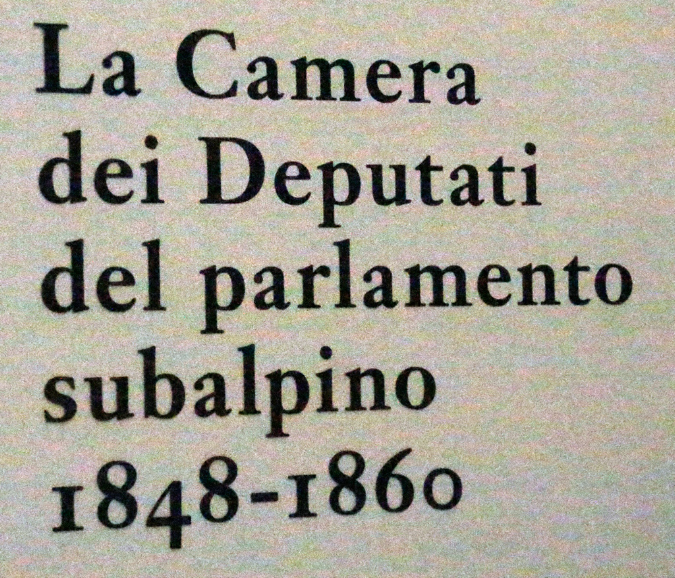 La Camera
dei Deputati
del parlamento
subalpino
1848-1860